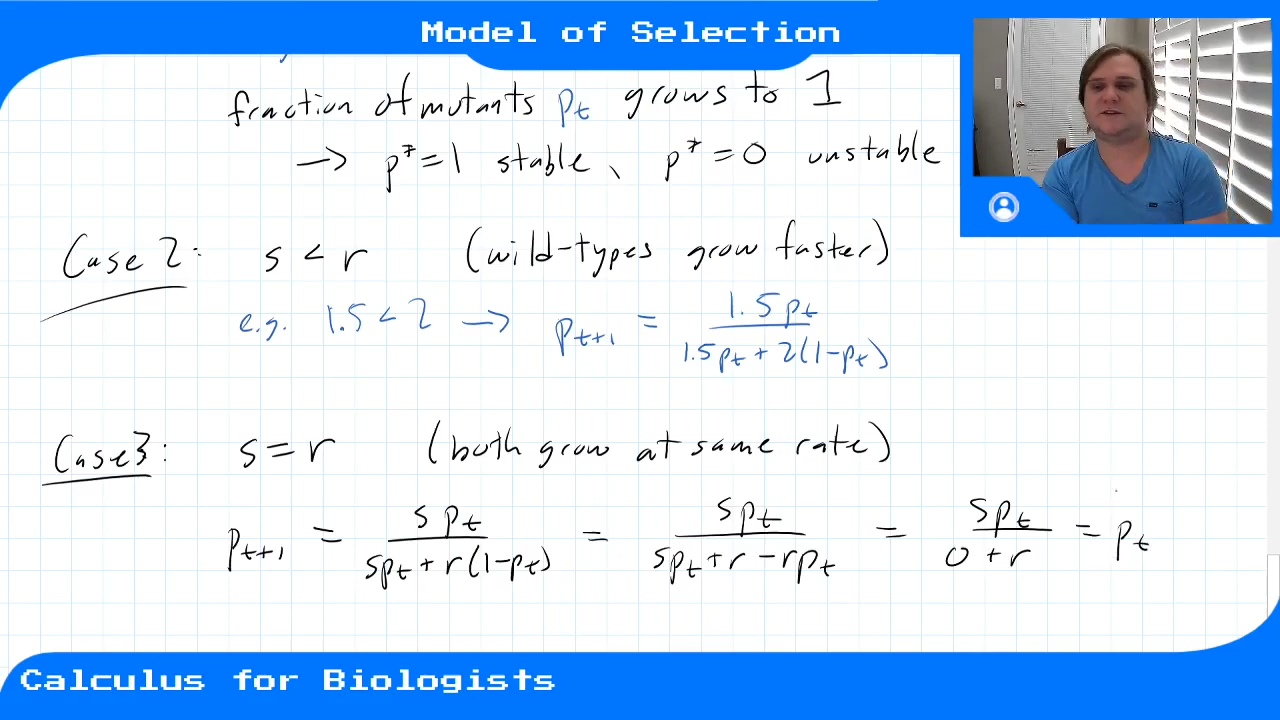 Model of Selection
fraction of mutants pt grows to 1
→ p* = 1 stable, p* = 0 unstable
Case 2: s < r (wild-types grow faster)
e.g. 1.5 < 2 → pt+1 = 1.5pt / 1.5pt + 2(1-pt)
Case 3: s = r (both grow at same rate)
pt+1 = spt / spt + r(1-pt) = spt / spt + r - rpt = spt / 0 + r = pt
Calculus for Biologists